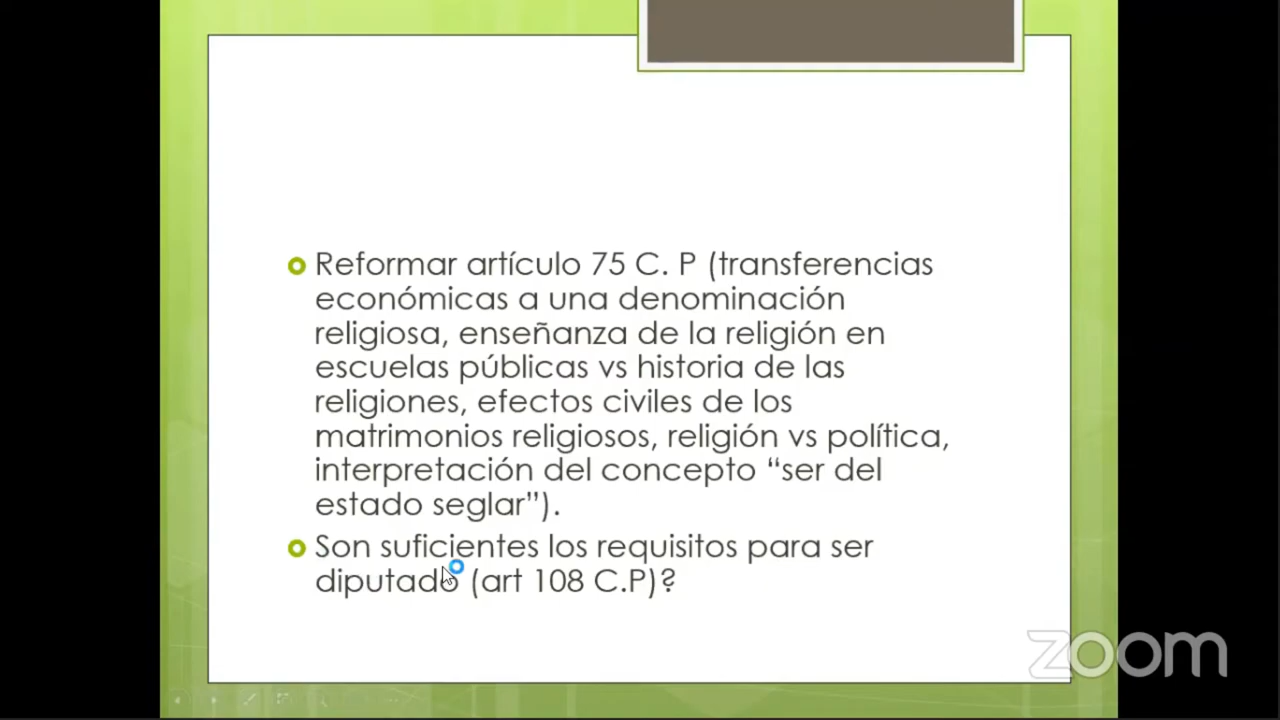 Reformar artículo 75 C. P (transferencias
económicas a una denominación
religiosa, enseñanza de la religión en
escuelas públicas vs historia de las
religiones, efectos civiles de los
matrimonios religiosos, religión vs política,
interpretación del concepto “ser del
estado seglar”).
Son suficientes los requisitos para ser
diputado (art 108 C.P)?
zoom